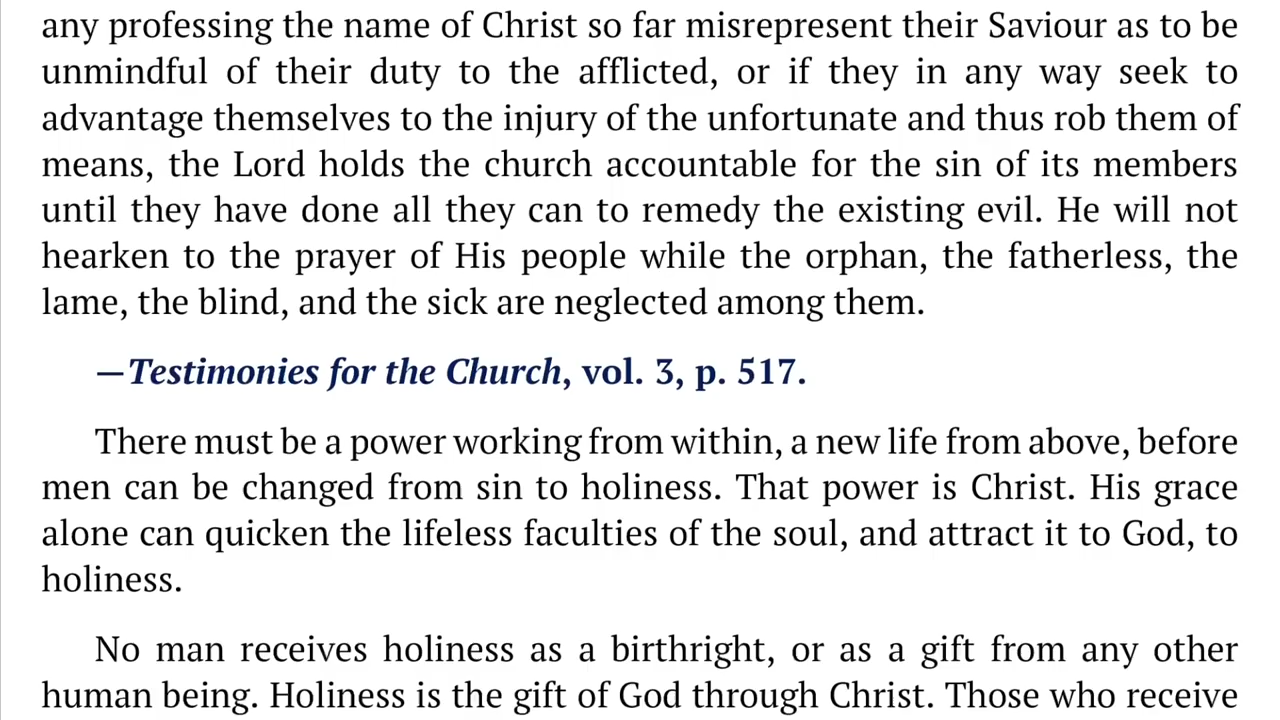 any professing the name of Christ so far misrepresent their Saviour as to be
unmindful of their duty to the afflicted, or if they in any way seek to
advantage themselves to the injury of the unfortunate and thus rob them of
means, the Lord holds the church accountable for the sin of its members
until they have done all they can to remedy the existing evil. He will not
hearken to the prayer of His people while the orphan, the fatherless, the
lame, the blind, and the sick are neglected among them.
—Testimonies for the Church, vol. 3, p. 517.
There must be a power working from within, a new life from above, before
men can be changed from sin to holiness. That power is Christ. His grace
alone can quicken the lifeless faculties of the soul, and attract it to God, to
holiness.
No man receives holiness as a birthright, or as a gift from any other
human being. Holiness is the gift of God through Christ. Those who receive